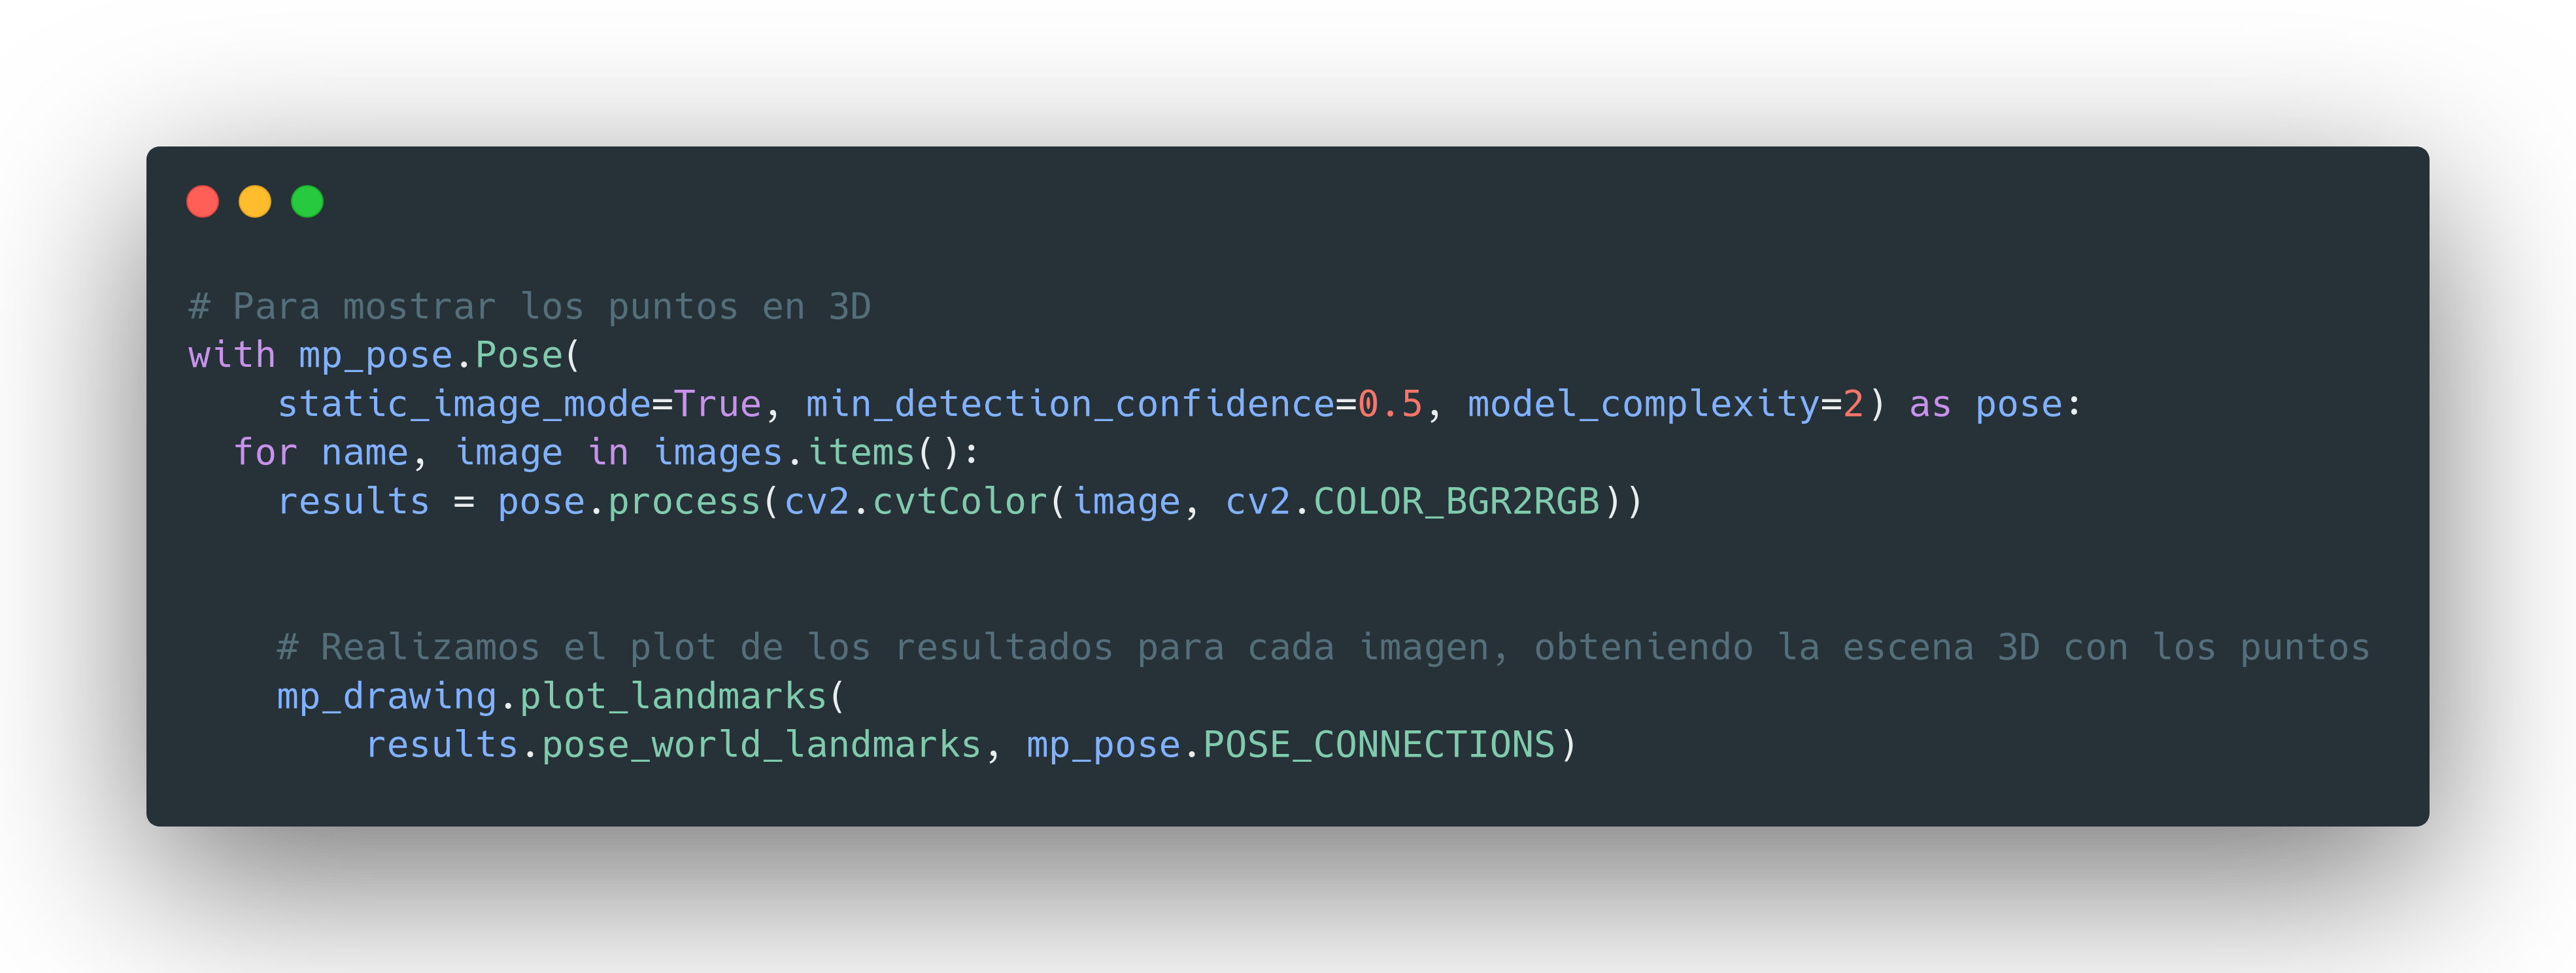 # Para mostrar los puntos en 3D
with mp_pose.Pose(
    static_image_mode=True, min_detection_confidence=0.5, model_complexity=2) as pose:
  for name, image in images.items():
    results = pose.process(cv2.cvtColor(image, cv2.COLOR_BGR2RGB))
    # Realizamos el plot de los resultados para cada imagen, obteniendo la escena 3D con los puntos
    mp_drawing.plot_landmarks(
        results.pose_world_landmarks, mp_pose.POSE_CONNECTIONS)